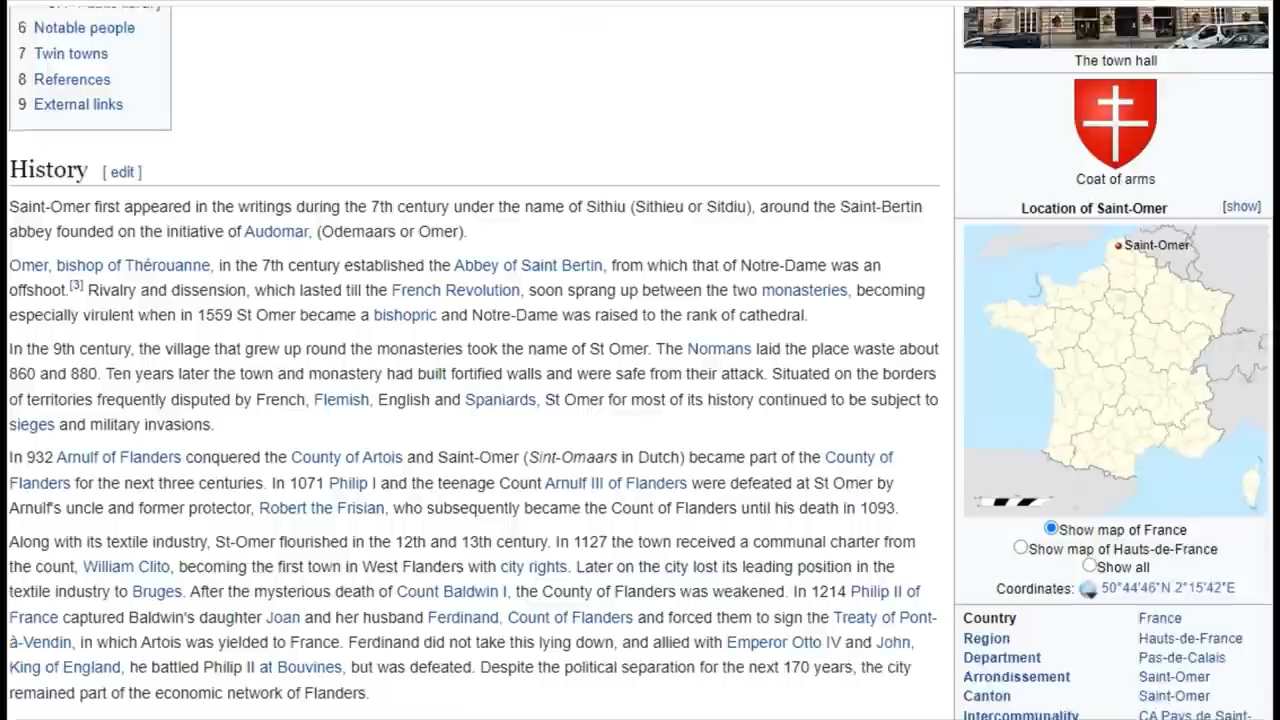 6 Notable people
7 Twin towns
8 References
9 External links
History [ edit ]
Saint-Omer first appeared in the writings during the 7th century under the name of Sithiu (Sithieu or Sitdiu), around the Saint-Bertin
abbey founded on the initiative of Audomar, (Odemaars or Omer).
Omer, bishop of Thérouanne, in the 7th century established the Abbey of Saint Bertin, from which that of Notre-Dame was an
offshoot.[3] Rivalry and dissension, which lasted till the French Revolution, soon sprang up between the two monasteries, becoming
especially virulent when in 1559 St Omer became a bishopric and Notre-Dame was raised to the rank of cathedral.
In the 9th century, the village that grew up round the monasteries took the name of St Omer. The Normans laid the place waste about
860 and 880. Ten years later the town and monastery had built fortified walls and were safe from their attack. Situated on the borders
of territories frequently disputed by French, Flemish, English and Spaniards, St Omer for most of its history continued to be subject to
sieges and military invasions.
In 932 Arnulf of Flanders conquered the County of Artois and Saint-Omer (Sint-Omaars in Dutch) became part of the County of
Flanders for the next three centuries. In 1071 Philip I and the teenage Count Arnulf III of Flanders were defeated at St Omer by
Arnulf's uncle and former protector, Robert the Frisian, who subsequently became the Count of Flanders until his death in 1093.
Along with its textile industry, St-Omer flourished in the 12th and 13th century. In 1127 the town received a communal charter from
the count, William Clito, becoming the first town in West Flanders with city rights. Later on the city lost its leading position in the
textile industry to Bruges. After the mysterious death of Count Baldwin I, the County of Flanders was weakened. In 1214 Philip II of
France captured Baldwin's daughter Joan and her husband Ferdinand, Count of Flanders and forced them to sign the Treaty of Pont-
à-Vendin, in which Artois was yielded to France. Ferdinand did not take this lying down, and allied with Emperor Otto IV and John,
King of England, he battled Philip II at Bouvines, but was defeated. Despite the political separation for the next 170 years, the city
remained part of the economic network of Flanders.
The town hall
Coat of arms
Location of Saint-Omer [show]
Saint-Omer
Show map of France
Show map of Hauts-de-France
Show all
Coordinates: 50°44′46″N 2°15′42″E
Country France
Region Hauts-de-France
Department Pas-de-Calais
Arrondissement Saint-Omer
Canton Saint-Omer
Intercommunality CA Pays de Saint-